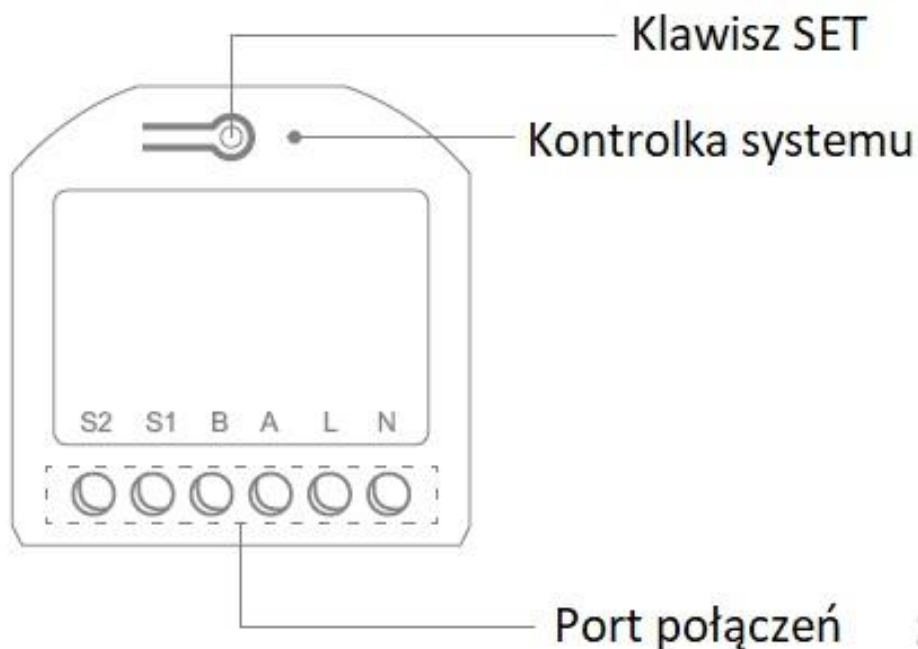 Klawisz SET
Kontrolka systemu
S2 S1 B A L N
Port połączeń